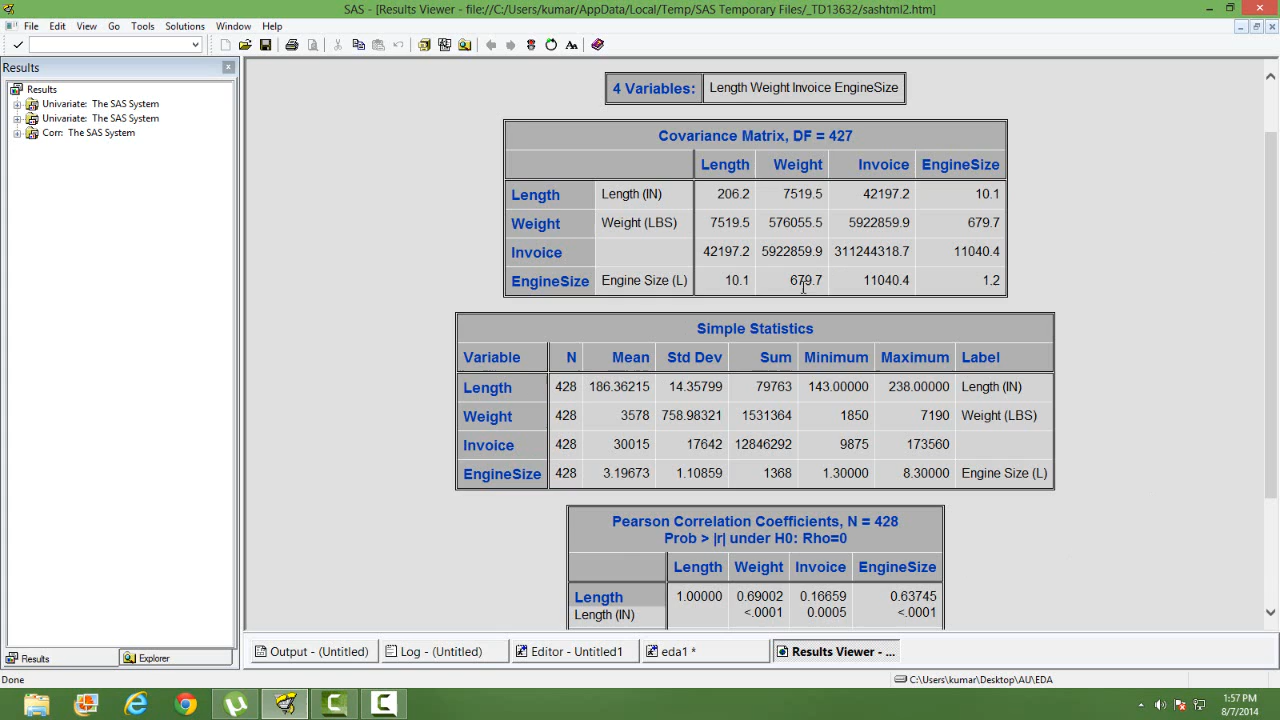 SAS - [Results Viewer - file://C:/Users/kumar/AppData/Local/Temp/SAS Temporary Files/_TD13632/sashtml2.htm]
File Edit View Go Tools Solutions Window Help
Results
Results
Univariate: The SAS System
Univariate: The SAS System
Corr: The SAS System
4 Variables: Length Weight Invoice EngineSize
Covariance Matrix, DF = 427
Length Weight Invoice EngineSize
Length Length (IN) 206.2 7519.5 42197.2 10.1
Weight Weight (LBS) 7519.5 576055.5 5922859.9 679.7
Invoice 42197.2 5922859.9 311244318.7 11040.4
EngineSize Engine Size (L) 10.1 679.7 11040.4 1.2
Simple Statistics
Variable N Mean Std Dev Sum Minimum Maximum Label
Length 428 186.36215 14.35799 79763 143.00000 238.00000 Length (IN)
Weight 428 3578 758.98321 1531364 1850 7190 Weight (LBS)
Invoice 428 30015 17642 12846292 9875 173560
EngineSize 428 3.19673 1.10859 1368 1.30000 8.30000 Engine Size (L)
Pearson Correlation Coefficients, N = 428
Prob > |r| under H0: Rho=0
Length Weight Invoice EngineSize
Length 1.00000 0.69002 0.16659 0.63745
Length (IN) <.0001 0.0005 <.0001
Results Explorer
Output - (Untitled) Log - (Untitled) Editor - Untitled1 eda1 * Results Viewer - ...
Done C:\Users\kumar\Desktop\AU\EDA
1:57 PM
8/7/2014